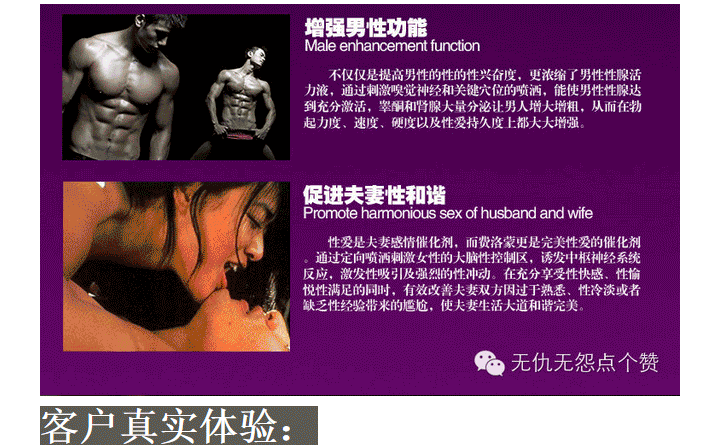 增强男性功能
Male enhancement function
不仅仅是提高男性的性的性兴奋度，更浓缩了男性性腺活
力液，通过刺激嗅觉神经和关键穴位的喷洒，能使男性性腺达
到充分激活，睾酮和肾腺大量分泌让男人增大增粗，从而在勃
起力度、速度、硬度以及性爱持久度上都大大增强。
促进夫妻性和谐
Promote harmonious sex of husband and wife
性爱是夫妻感情催化剂，而费洛蒙更是完美性爱的催化剂
。通过定向喷洒刺激女性的大脑性控制区，诱发中枢神经系统
反应，激发性吸引及强烈的性冲动。在充分享受性快感、性愉
悦性满足的同时，有效改善夫妻双方因过于熟悉、性冷淡或者
缺乏性经验带来的尴尬，使夫妻生活大道和谐完美。
无仇无怨点个赞
客户真实体验：